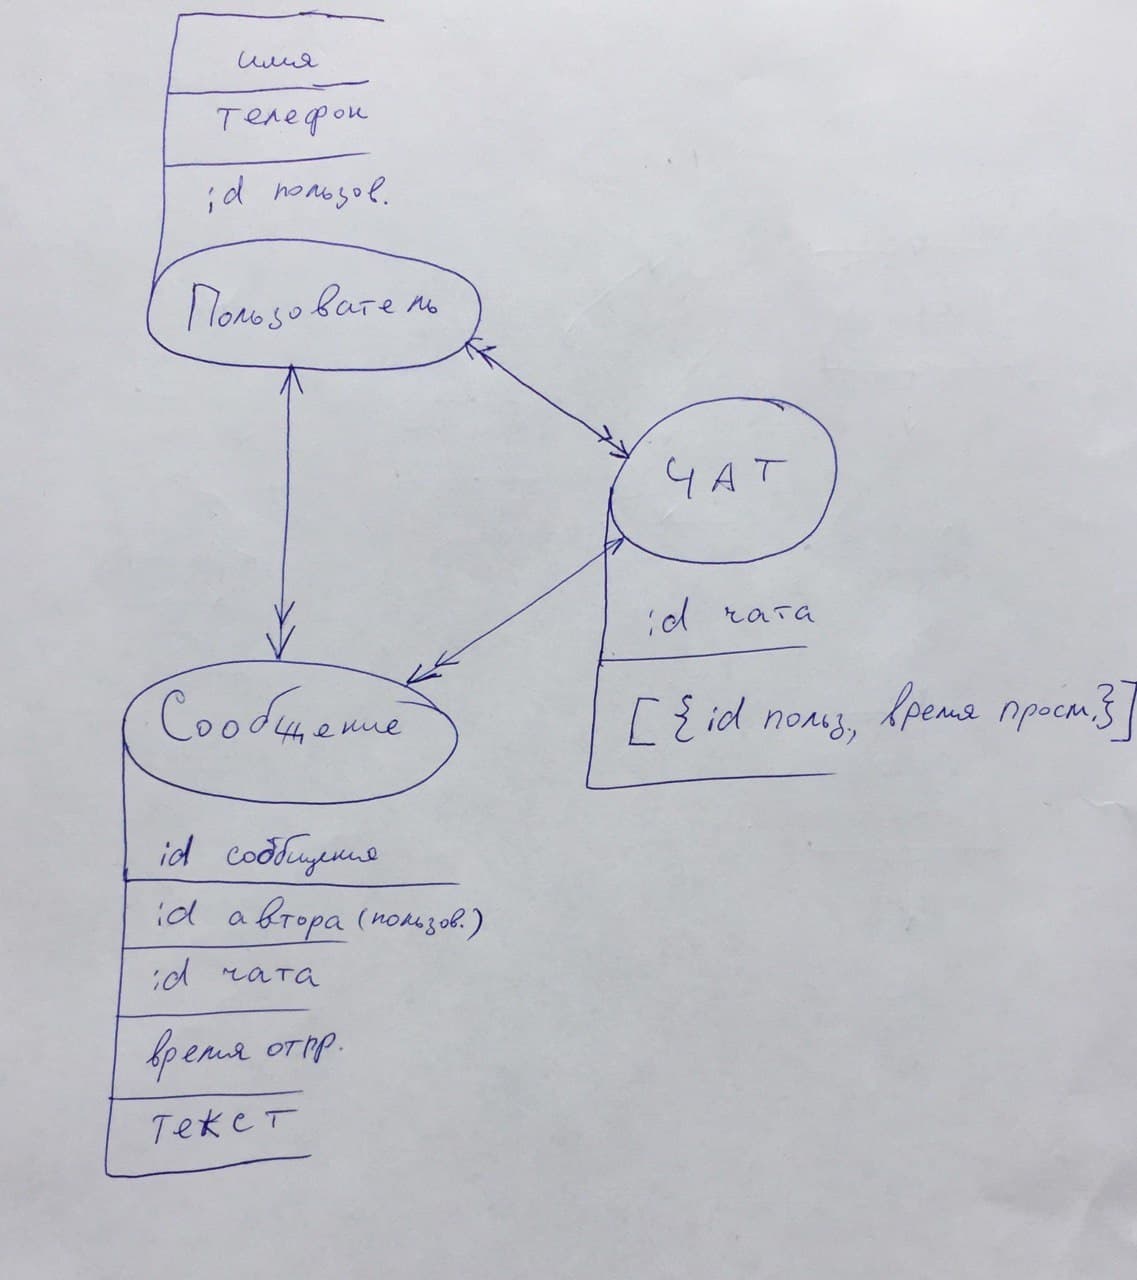 имя
телефон
id пользов.
Пользователь
ЧАТ
id чата
[{id польз., время просм.}]
Сообщение
id сообщения
id автора (пользов.)
id чата
время отпр.
текст